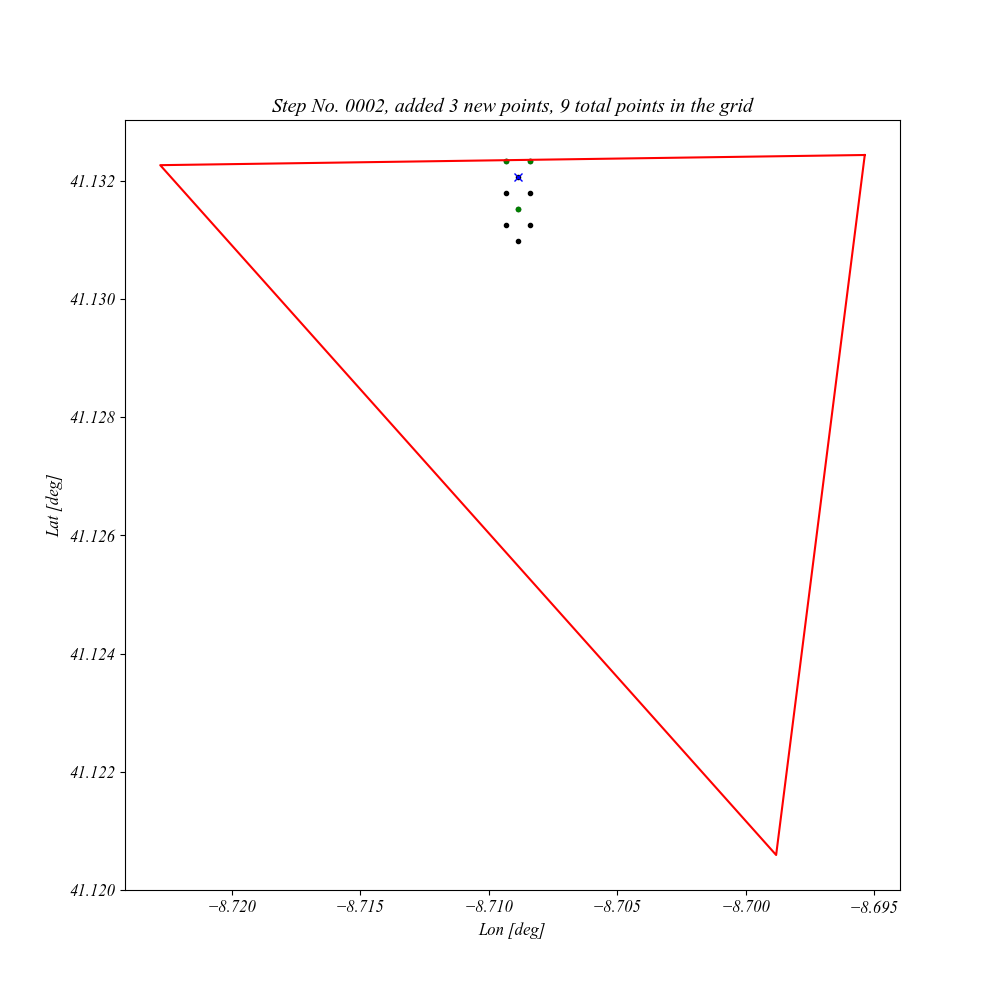 Step No. 0002, added 3 new points, 9 total points in the grid
41.132
41.130
41.128
41.126
41.124
41.122
41.120
Lat [deg]
−8.720 −8.715 −8.710 −8.705 −8.700 −8.695
Lon [deg]